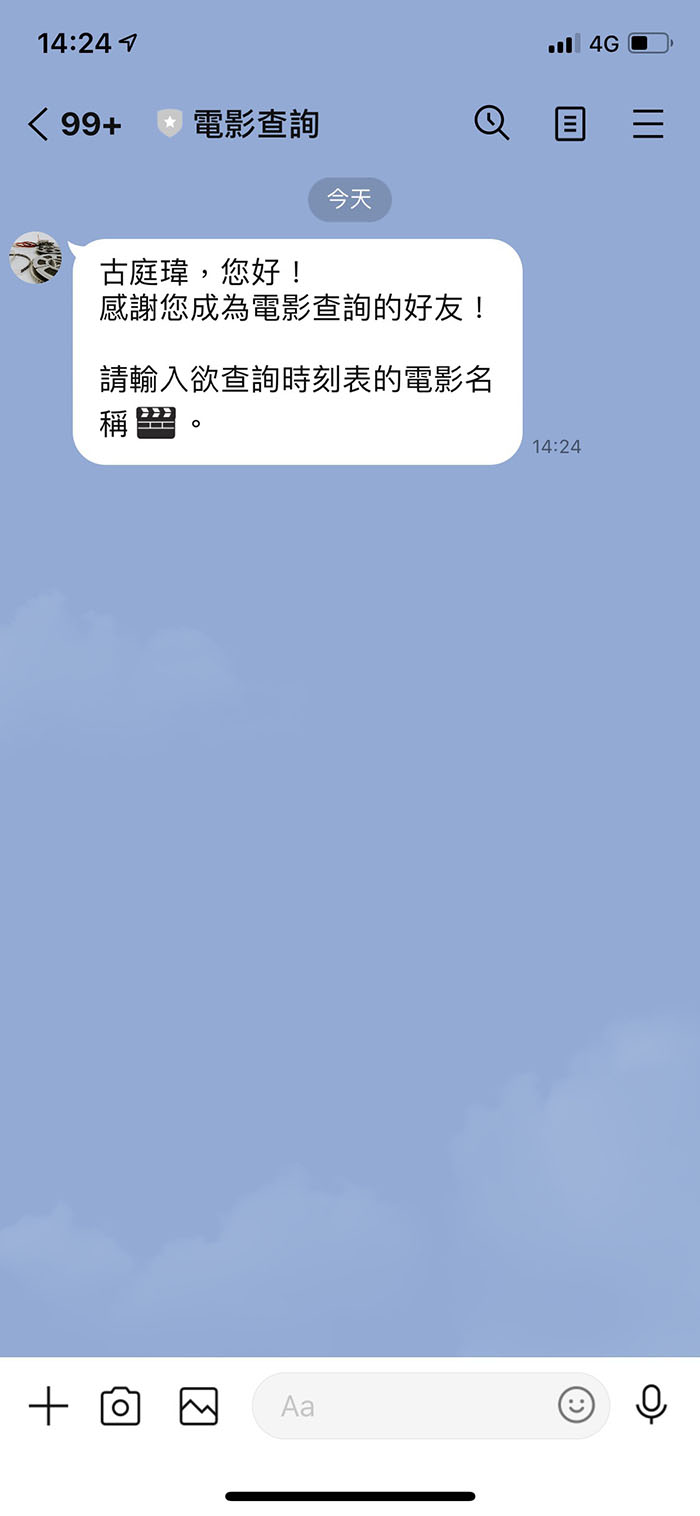 14:24
4G
99+ 電影查詢
今天
古庭瑋，您好！
感謝您成為電影查詢的好友！
請輸入欲查詢時刻表的電影名
稱🎬。
14:24
Aa